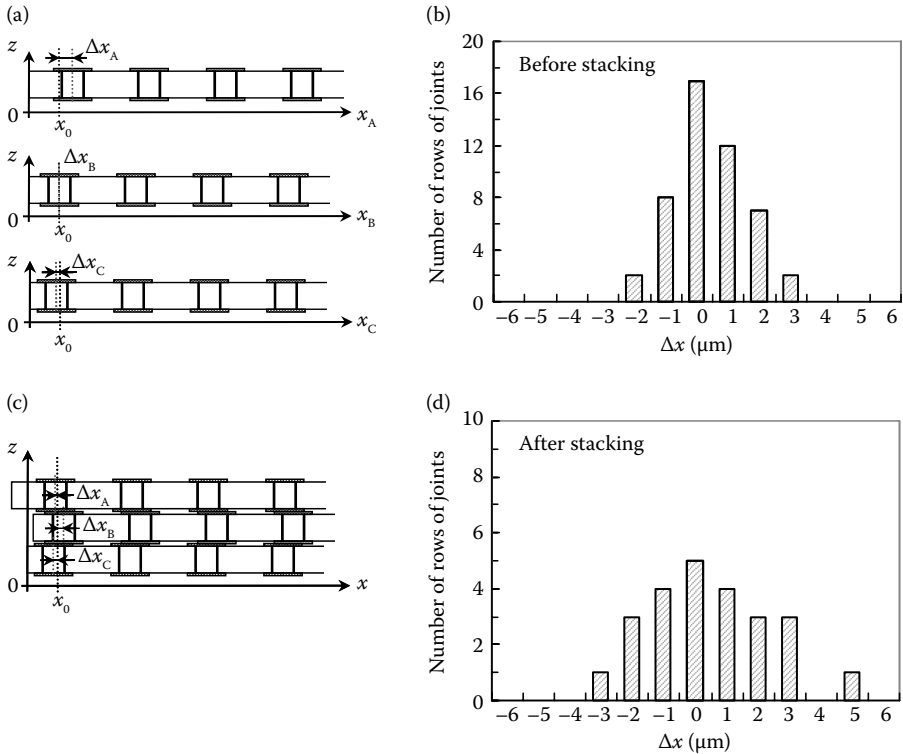 (a)
z
Δx_A
0
x_0
x_A
z
Δx_B
0
x_0
x_B
z
Δx_C
0
x_0
x_C
(b)
20
16
12
8
4
0
Number of rows of joints
Before stacking
−6 −5 −4 −3 −2 −1 0 1 2 3 4 5 6
Δx (μm)
(c)
z
Δx_A
Δx_B
Δx_C
0
x_0
x
(d)
10
8
6
4
2
0
Number of rows of joints
After stacking
−6 −5 −4 −3 −2 −1 0 1 2 3 4 5 6
Δx (μm)